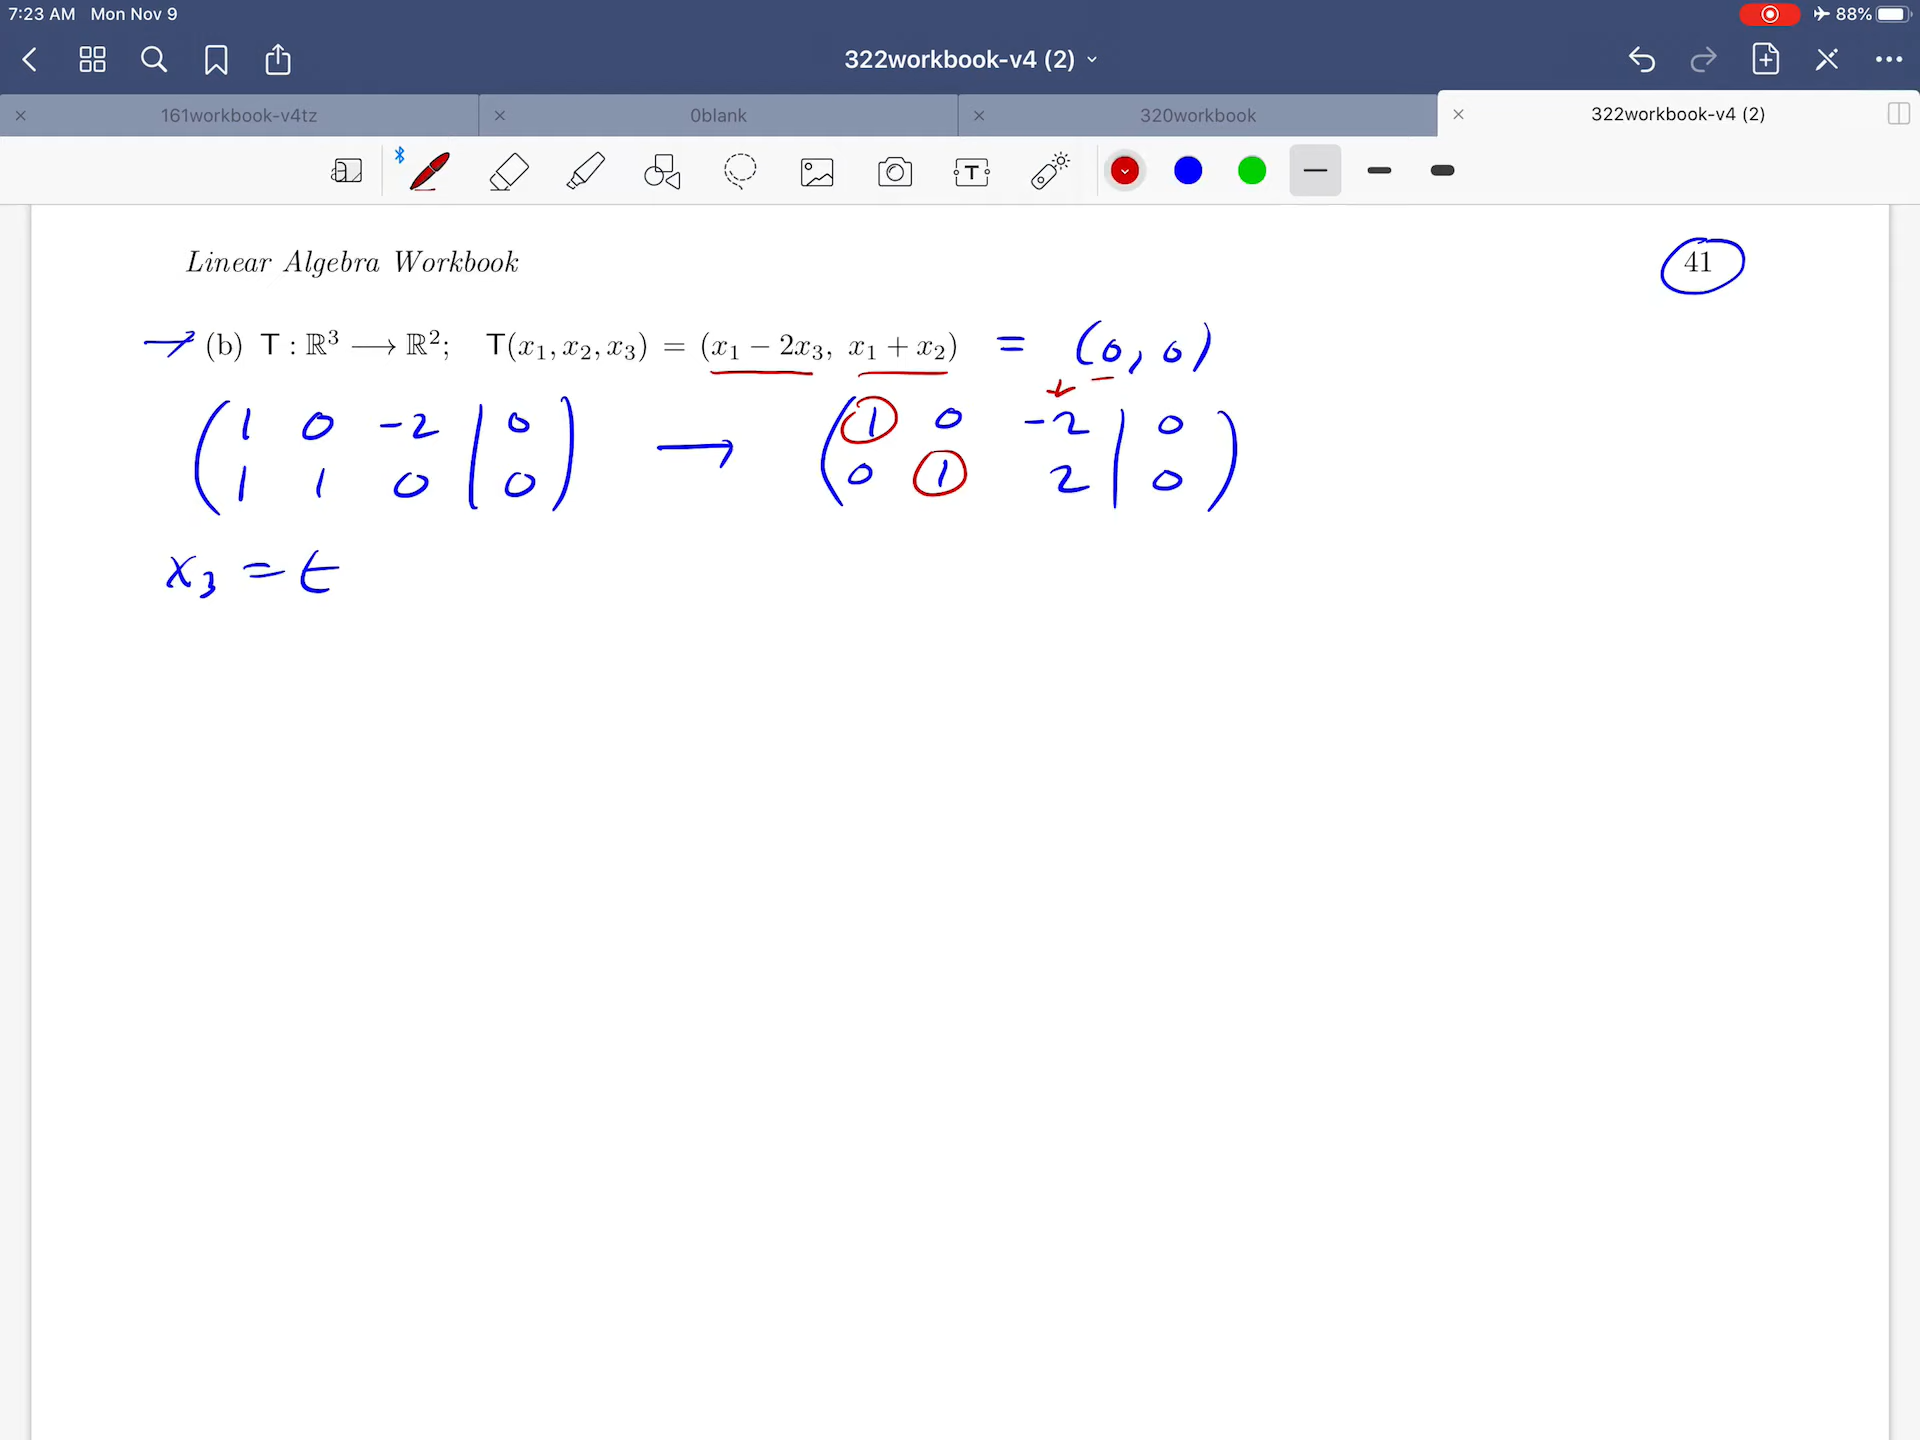 7:23 AM Mon Nov 9 88%
322workbook-v4 (2)
161workbook-v4tz 0blank 320workbook 322workbook-v4 (2)
Linear Algebra Workbook 41
→ (b) T : ℝ³ ⟶ ℝ²; T(x₁, x₂, x₃) = (x₁ − 2x₃, x₁ + x₂) = (0, 0)
( 1 0 -2 | 0 ) → ( 1 0 -2 | 0 )
( 1 1 0 | 0 ) ( 0 1 2 | 0 )
x₃ = t